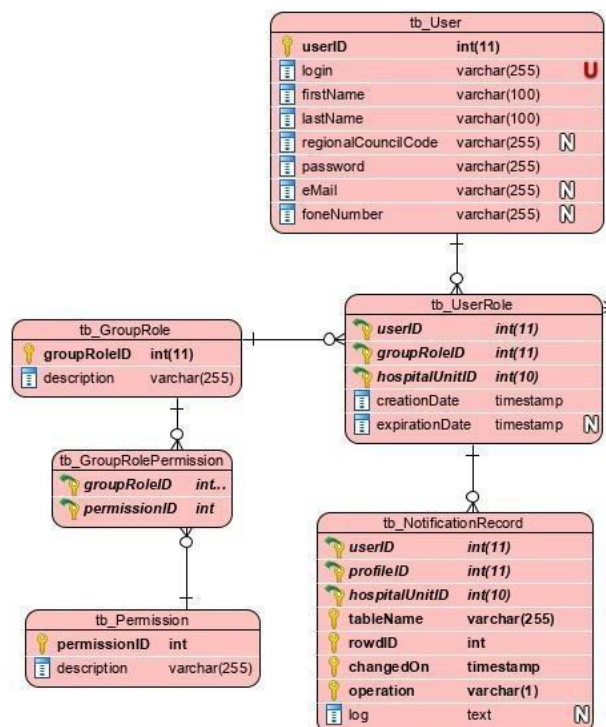 tb_User
userID int(11)
login varchar(255) U
firstName varchar(100)
lastName varchar(100)
regionalCouncilCode varchar(255) N
password varchar(255)
eMail varchar(255) N
foneNumber varchar(255) N
tb_UserRole
userID int(11)
groupRoleID int(11)
hospitalUnitID int(10)
creationDate timestamp
expirationDate timestamp N
tb_GroupRole
groupRoleID int(11)
description varchar(255)
tb_GroupRolePermission
groupRoleID int...
permissionID int
tb_Permission
permissionID int
description varchar(255)
tb_NotificationRecord
userID int(11)
profileID int(11)
hospitalUnitID int(10)
tableName varchar(255)
rowdID int
changedOn timestamp
operation varchar(1)
log text N